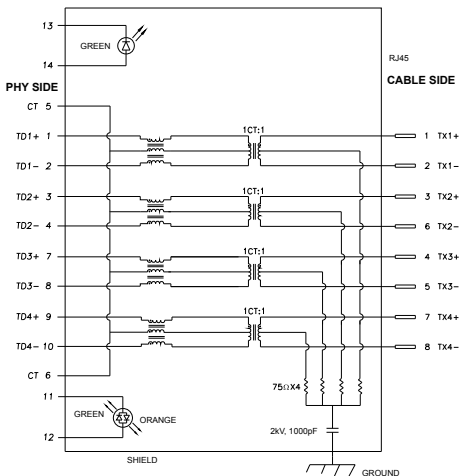 13
GREEN
14
RJ45
PHY SIDE
CABLE SIDE
CT 5
1CT:1
TD1+ 1
1 TX1+
TD1- 2
2 TX1-
1CT:1
TD2+ 3
3 TX2+
TD2- 4
6 TX2-
1CT:1
TD3+ 7
4 TX3+
TD3- 8
5 TX3-
1CT:1
TD4+ 9
7 TX4+
TD4- 10
8 TX4-
CT 6
75ΩX4
11
GREEN
ORANGE
2kV, 1000pF
12
SHIELD
GROUND